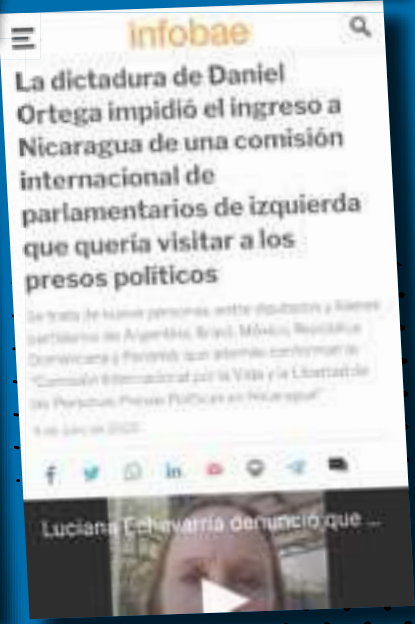 infobae
La dictadura de Daniel
Ortega impidió el ingreso a
Nicaragua de una comisión
internacional de
parlamentarios de izquierda
que quería visitar a los
presos políticos
Se trata de nueve personas entre diputados y líderes
partidarios de Argentina, Brasil, México, República
Dominicana y Panamá que además conforman la
"Comisión Internacional por la Vida y la Libertad de
las Personas Presas Políticas en Nicaragua"
in
Luciana Echevarría denunció que ...